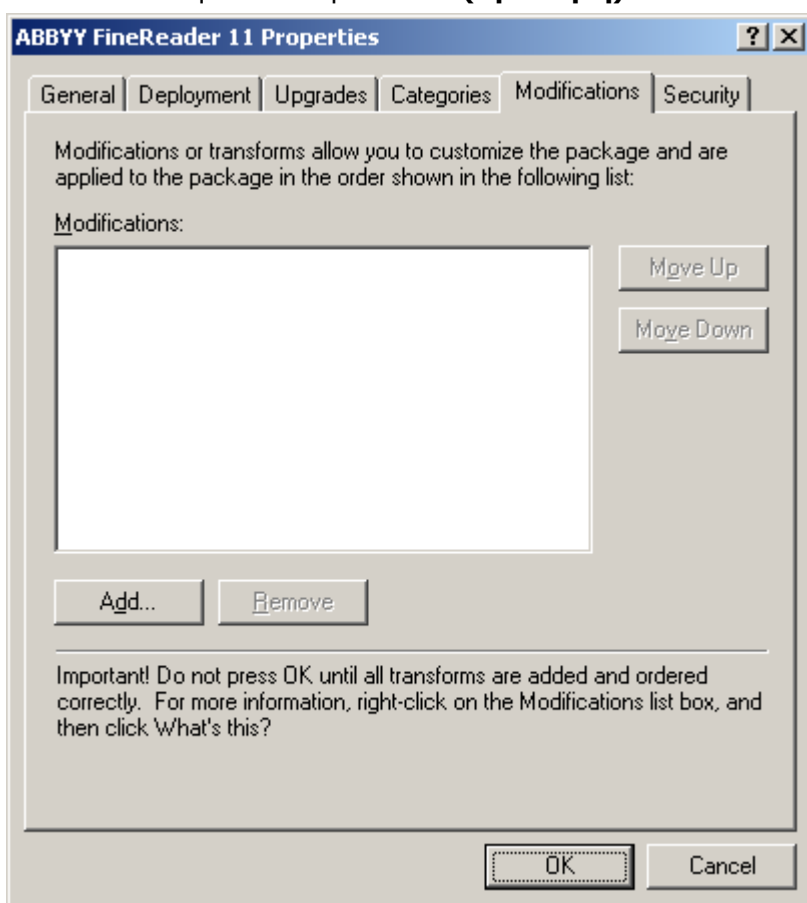 ABBYY FineReader 11 Properties
General Deployment Upgrades Categories Modifications Security
Modifications or transforms allow you to customize the package and are
applied to the package in the order shown in the following list:
Modifications:
Move Up
Move Down
Add... Remove
Important! Do not press OK until all transforms are added and ordered
correctly. For more information, right-click on the Modifications list box, and
then click What's this?
OK Cancel